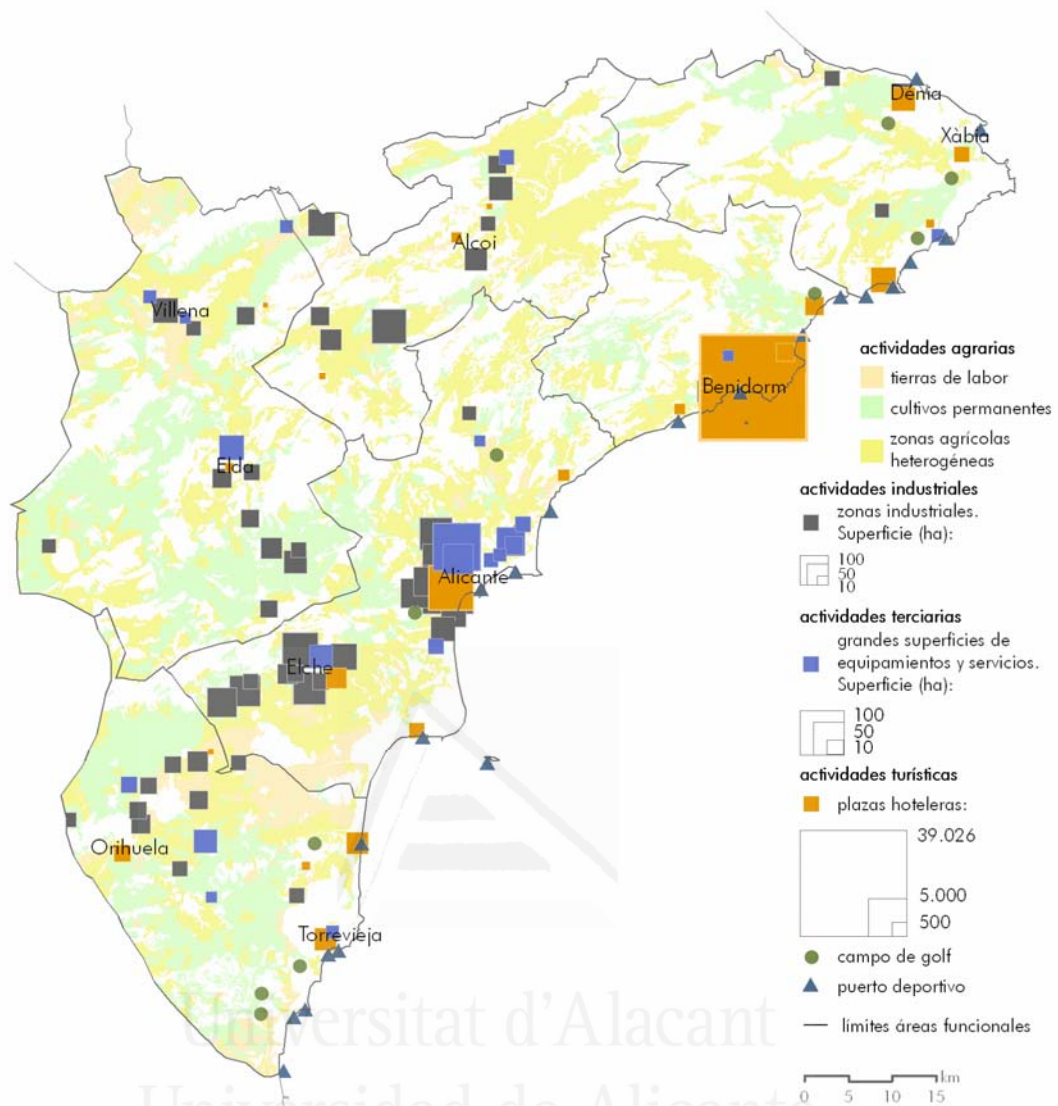 Dénia
Xàbia
Alcoi
Villena
Benidorm
Elda
Alicante
Elche
Orihuela
Torrevieja
actividades agrarias
tierras de labor
cultivos permanentes
zonas agrícolas
heterogéneas
actividades industriales
zonas industriales.
Superficie (ha):
100
50
10
actividades terciarias
grandes superficies de
equipamientos y servicios.
Superficie (ha):
100
50
10
actividades turísticas
plazas hoteleras:
39.026
5.000
500
campo de golf
puerto deportivo
límites áreas funcionales
km
0 5 10 15
Universitat d'Alacant
Universidad de Alicante